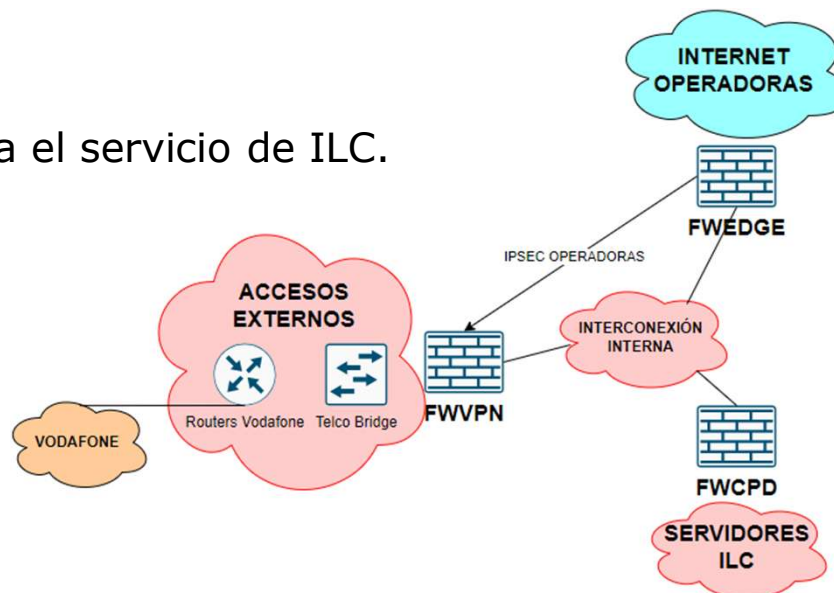 INTERNET
OPERADORAS
a el servicio de ILC.
FWEDGE
IPSEC OPERADORAS
ACCESOS
EXTERNOS
INTERCONEXIÓN
INTERNA
Routers Vodafone
Telco Bridge
FWVPN
VODAFONE
FWCPD
SERVIDORES
ILC